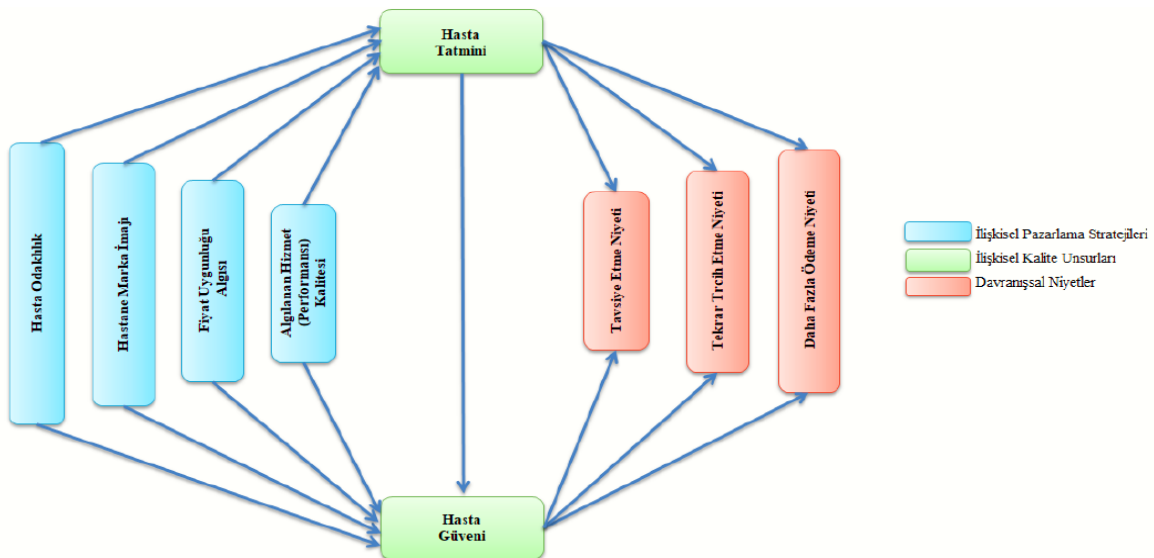 Hasta
Tatmini
Hasta Odaklılık
Hastane Marka İmajı
Fiyat Uygunluğu
Algısı
Algılanan Hizmet
(Performansı)
Kalitesi
Tavsiye Etme Niyeti
Tekrar Trcih Etme Niyeti
Daha Fazla Ödeme Niyeti
İlişkisel Pazarlama Stratejileri
İlişkisel Kalite Unsurları
Davranışsal Niyetler
Hasta
Güveni